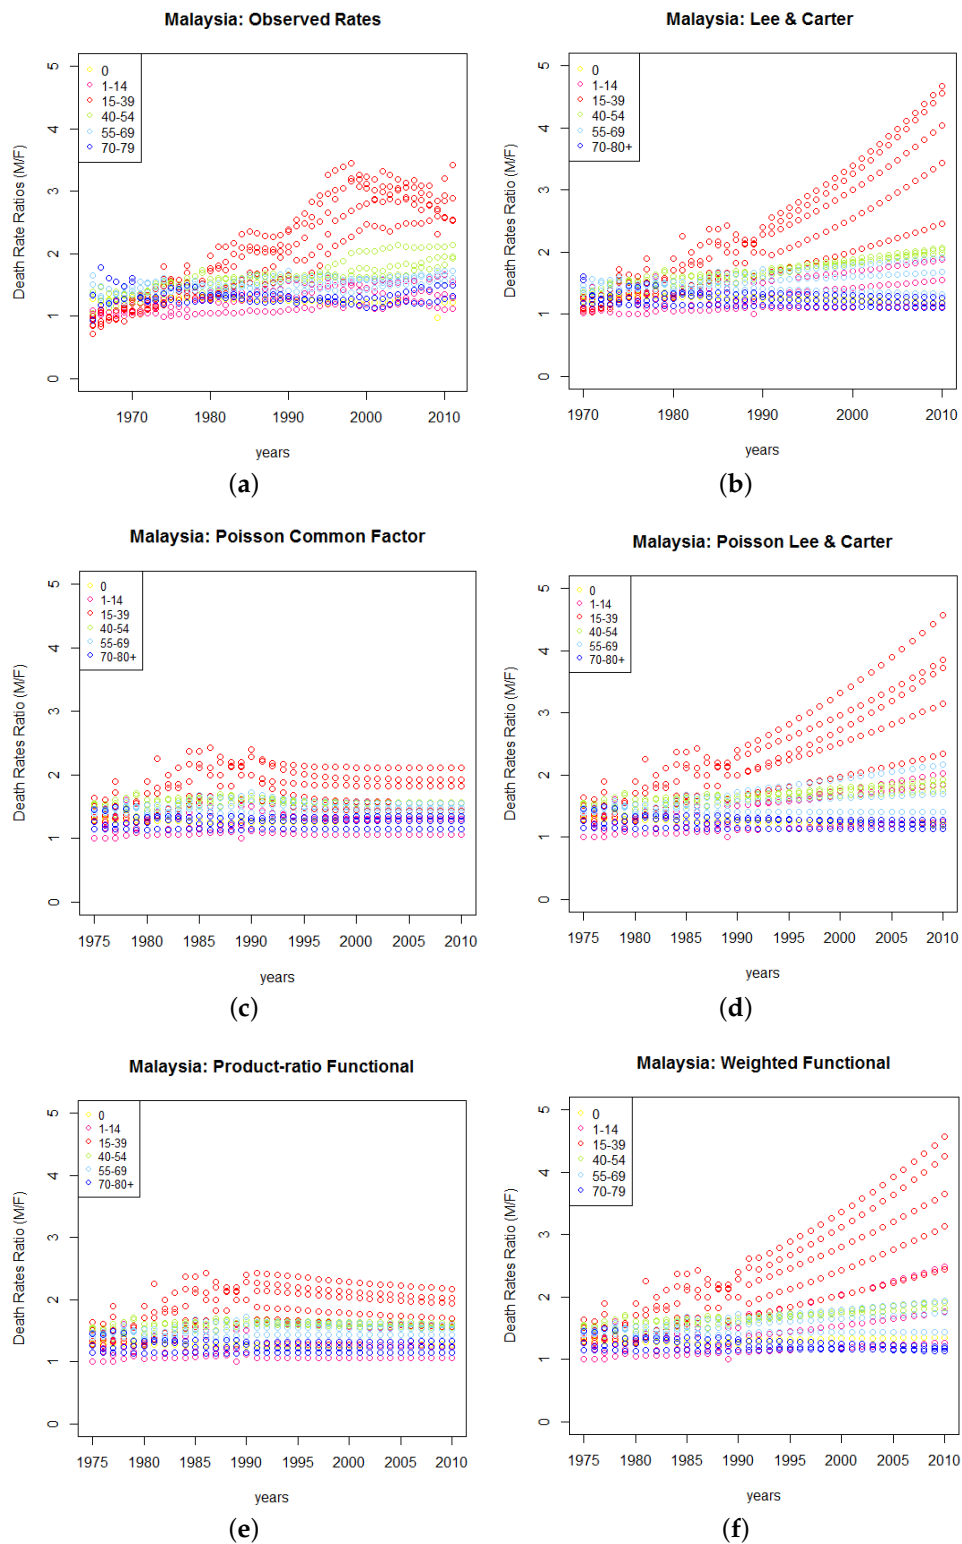 Malaysia: Observed Rates
Death Rate Ratios (M/F)
5
4
3
2
1
0
0
1-14
15-39
40-54
55-69
70-79
1970 1980 1990 2000 2010
years
(a)
Malaysia: Lee & Carter
Death Rates Ratio (M/F)
5
4
3
2
1
0
0
1-14
15-39
40-54
55-69
70-80+
1970 1980 1990 2000 2010
years
(b)
Malaysia: Poisson Common Factor
Death Rates Ratio (M/F)
5
4
3
2
1
0
0
1-14
15-39
40-54
55-69
70-80+
1975 1980 1985 1990 1995 2000 2005 2010
years
(c)
Malaysia: Poisson Lee & Carter
Death Rates Ratio (M/F)
5
4
3
2
1
0
0
1-14
15-39
40-54
55-69
70-80+
1975 1980 1985 1990 1995 2000 2005 2010
years
(d)
Malaysia: Product-ratio Functional
Death Rates Ratio (M/F)
5
4
3
2
1
0
0
1-14
15-39
40-54
55-69
70-80+
1975 1980 1985 1990 1995 2000 2005 2010
years
(e)
Malaysia: Weighted Functional
Death Rates Ratio (M/F)
5
4
3
2
1
0
0
1-14
15-39
40-54
55-69
70-79
1975 1980 1985 1990 1995 2000 2005 2010
years
(f)